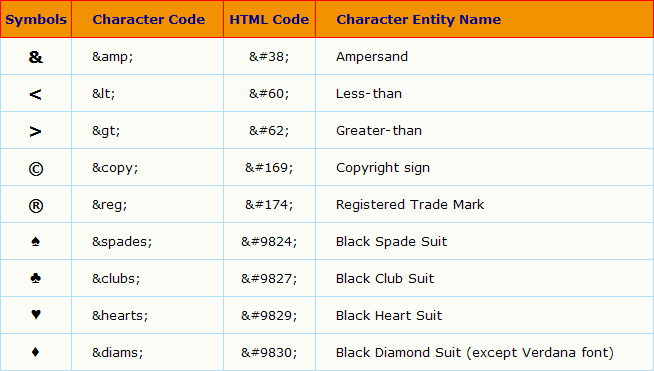 Symbols Character Code HTML Code Character Entity Name
& &amp; &#38; Ampersand
< &lt; &#60; Less-than
> &gt; &#62; Greater-than
© &copy; &#169; Copyright sign
® &reg; &#174; Registered Trade Mark
♠ &spades; &#9824; Black Spade Suit
♣ &clubs; &#9827; Black Club Suit
♥ &hearts; &#9829; Black Heart Suit
♦ &diams; &#9830; Black Diamond Suit (except Verdana font)